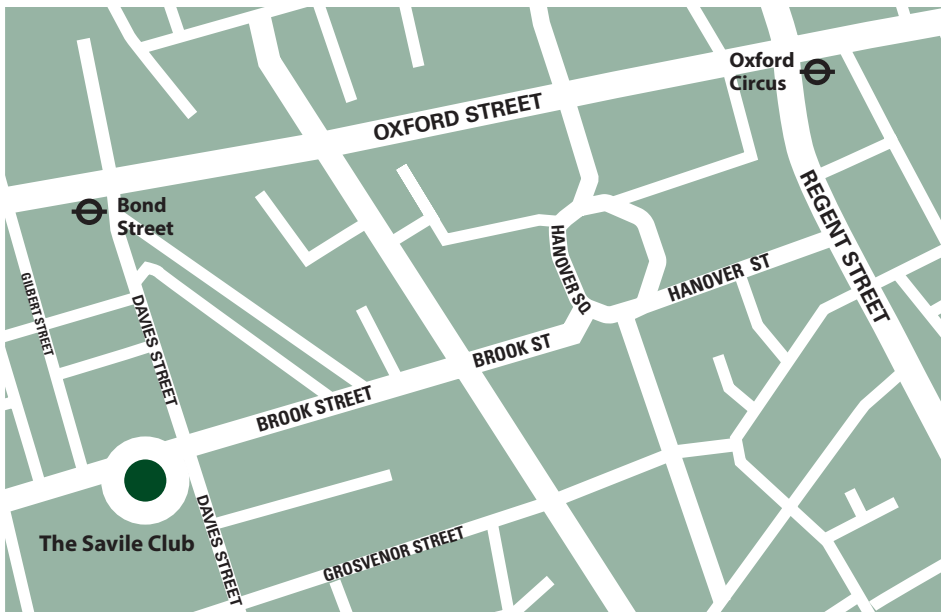 Oxford
Circus
OXFORD STREET
REGENT STREET
Bond
Street
HANOVER SQ.
HANOVER ST
GILBERT STREET
DAVIES STREET
BROOK ST
BROOK STREET
DAVIES STREET
The Savile Club
GROSVENOR STREET